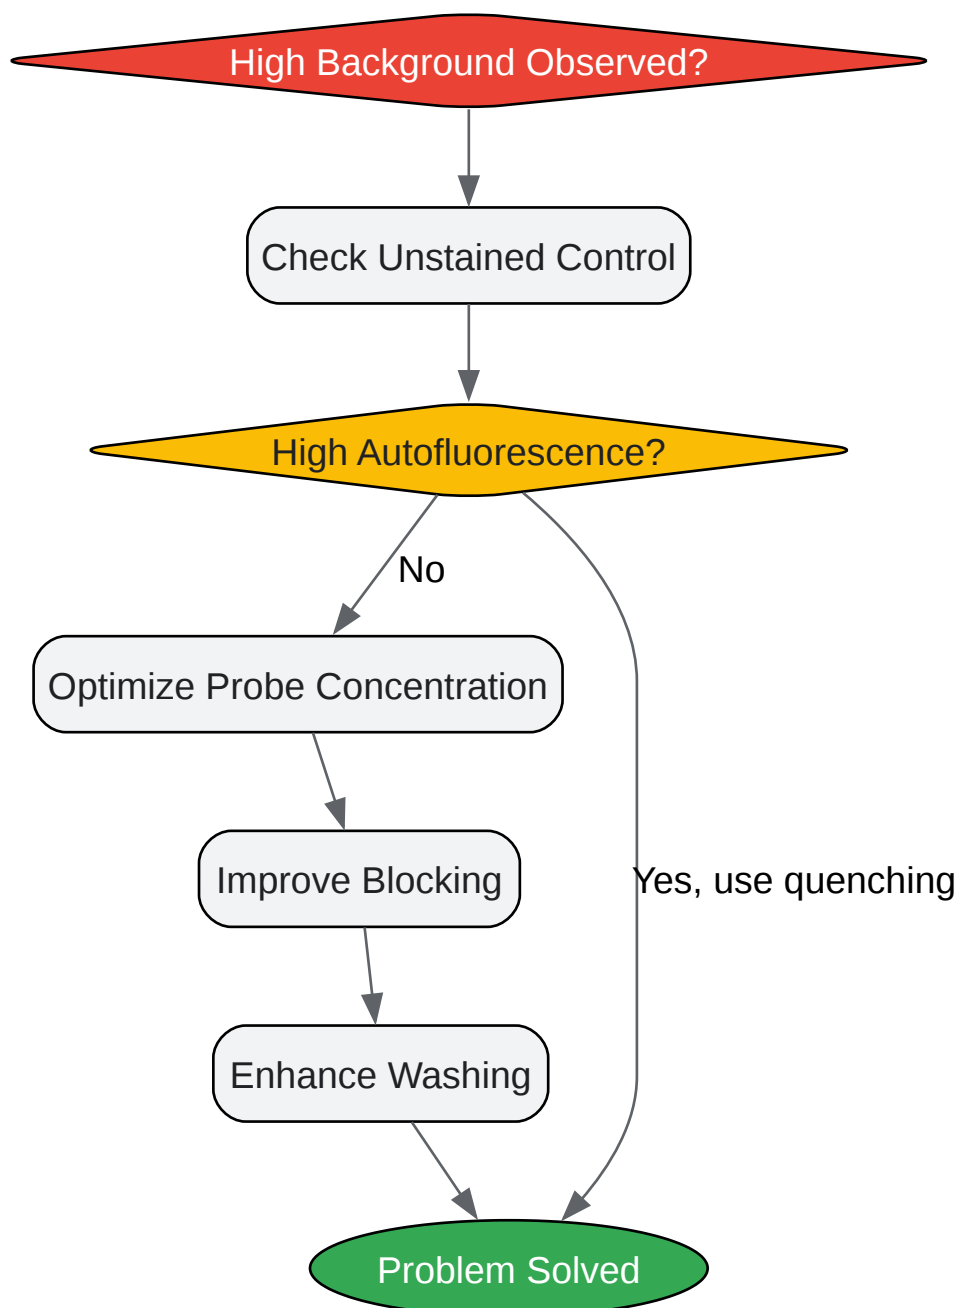 High Background Observed?
Check Unstained Control
High Autofluorescence?
No
Optimize Probe Concentration
Improve Blocking
Yes, use quenching
Enhance Washing
Problem Solved